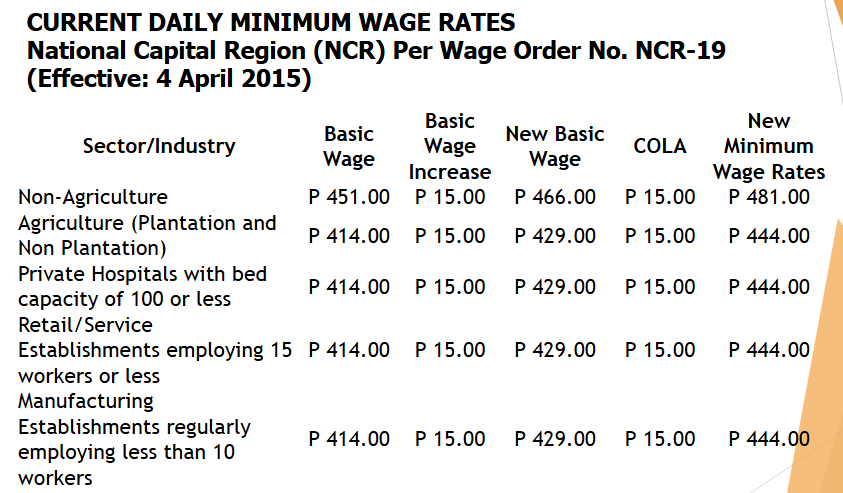 CURRENT DAILY MINIMUM WAGE RATES
National Capital Region (NCR) Per Wage Order No. NCR-19
(Effective: 4 April 2015)
Sector/Industry Basic Wage Basic Wage Increase New Basic Wage COLA New Minimum Wage Rates
Non-Agriculture P 451.00 P 15.00 P 466.00 P 15.00 P 481.00
Agriculture (Plantation and
Non Plantation) P 414.00 P 15.00 P 429.00 P 15.00 P 444.00
Private Hospitals with bed
capacity of 100 or less P 414.00 P 15.00 P 429.00 P 15.00 P 444.00
Retail/Service
Establishments employing 15 P 414.00 P 15.00 P 429.00 P 15.00 P 444.00
workers or less
Manufacturing
Establishments regularly
employing less than 10 P 414.00 P 15.00 P 429.00 P 15.00 P 444.00
workers